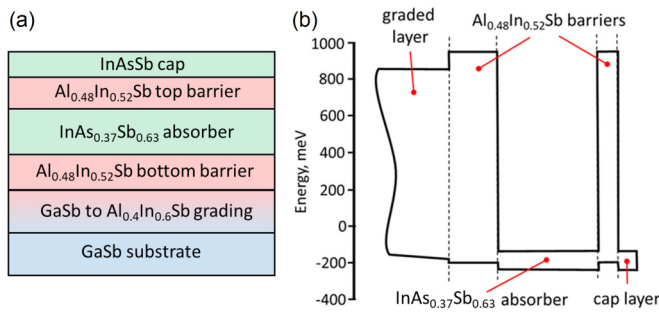 (a)
InAsSb cap
Al0.48In0.52Sb top barrier
InAs0.37Sb0.63 absorber
Al0.48In0.52Sb bottom barrier
GaSb to Al0.4In0.6Sb grading
GaSb substrate
(b)
graded
layer
Al0.48In0.52Sb barriers
Energy, meV
1000
800
600
400
200
0
-200
-400
InAs0.37Sb0.63 absorber
cap layer